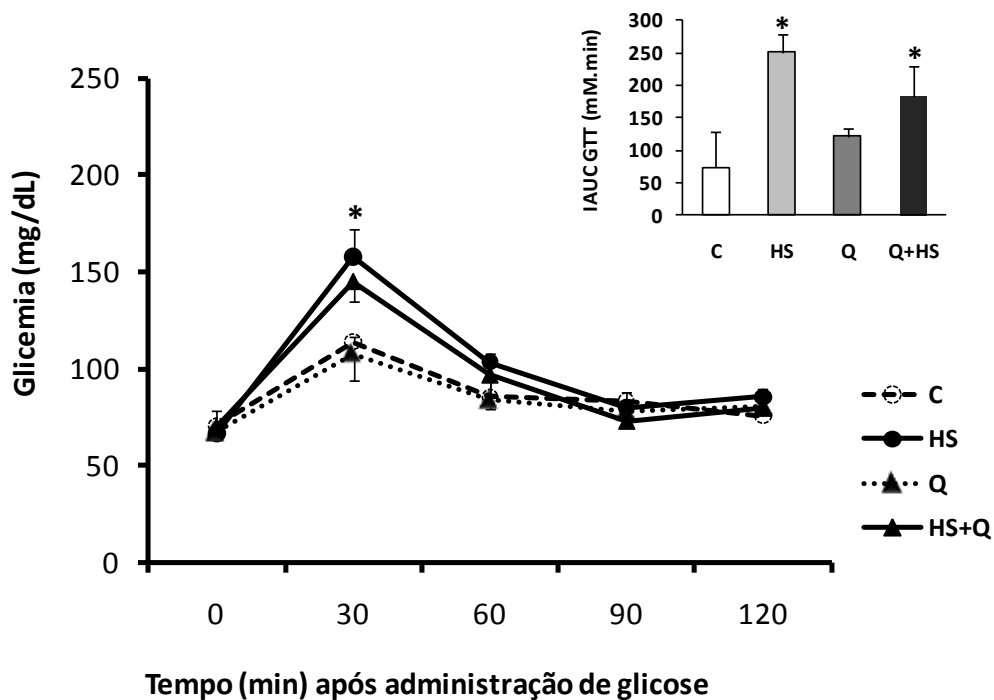 300
250
200
150
100
50
0
IAUC GTT (mM.min)
*
*
C HS Q Q+HS
250
200
150
100
50
0
Glicemia (mg/dL)
*
C
HS
Q
HS+Q
0 30 60 90 120
Tempo (min) após administração de glicose